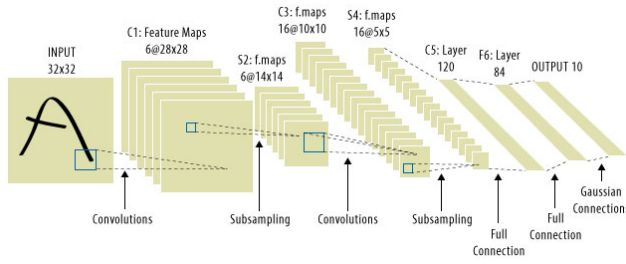 INPUT
32x32
C1: Feature Maps
6@28x28
S2: f.maps
6@14x14
C3: f.maps
16@10x10
S4: f.maps
16@5x5
C5: Layer
120
F6: Layer
84
OUTPUT 10
Convolutions
Subsampling
Convolutions
Subsampling
Full
Connection
Full
Connection
Gaussian
Connections